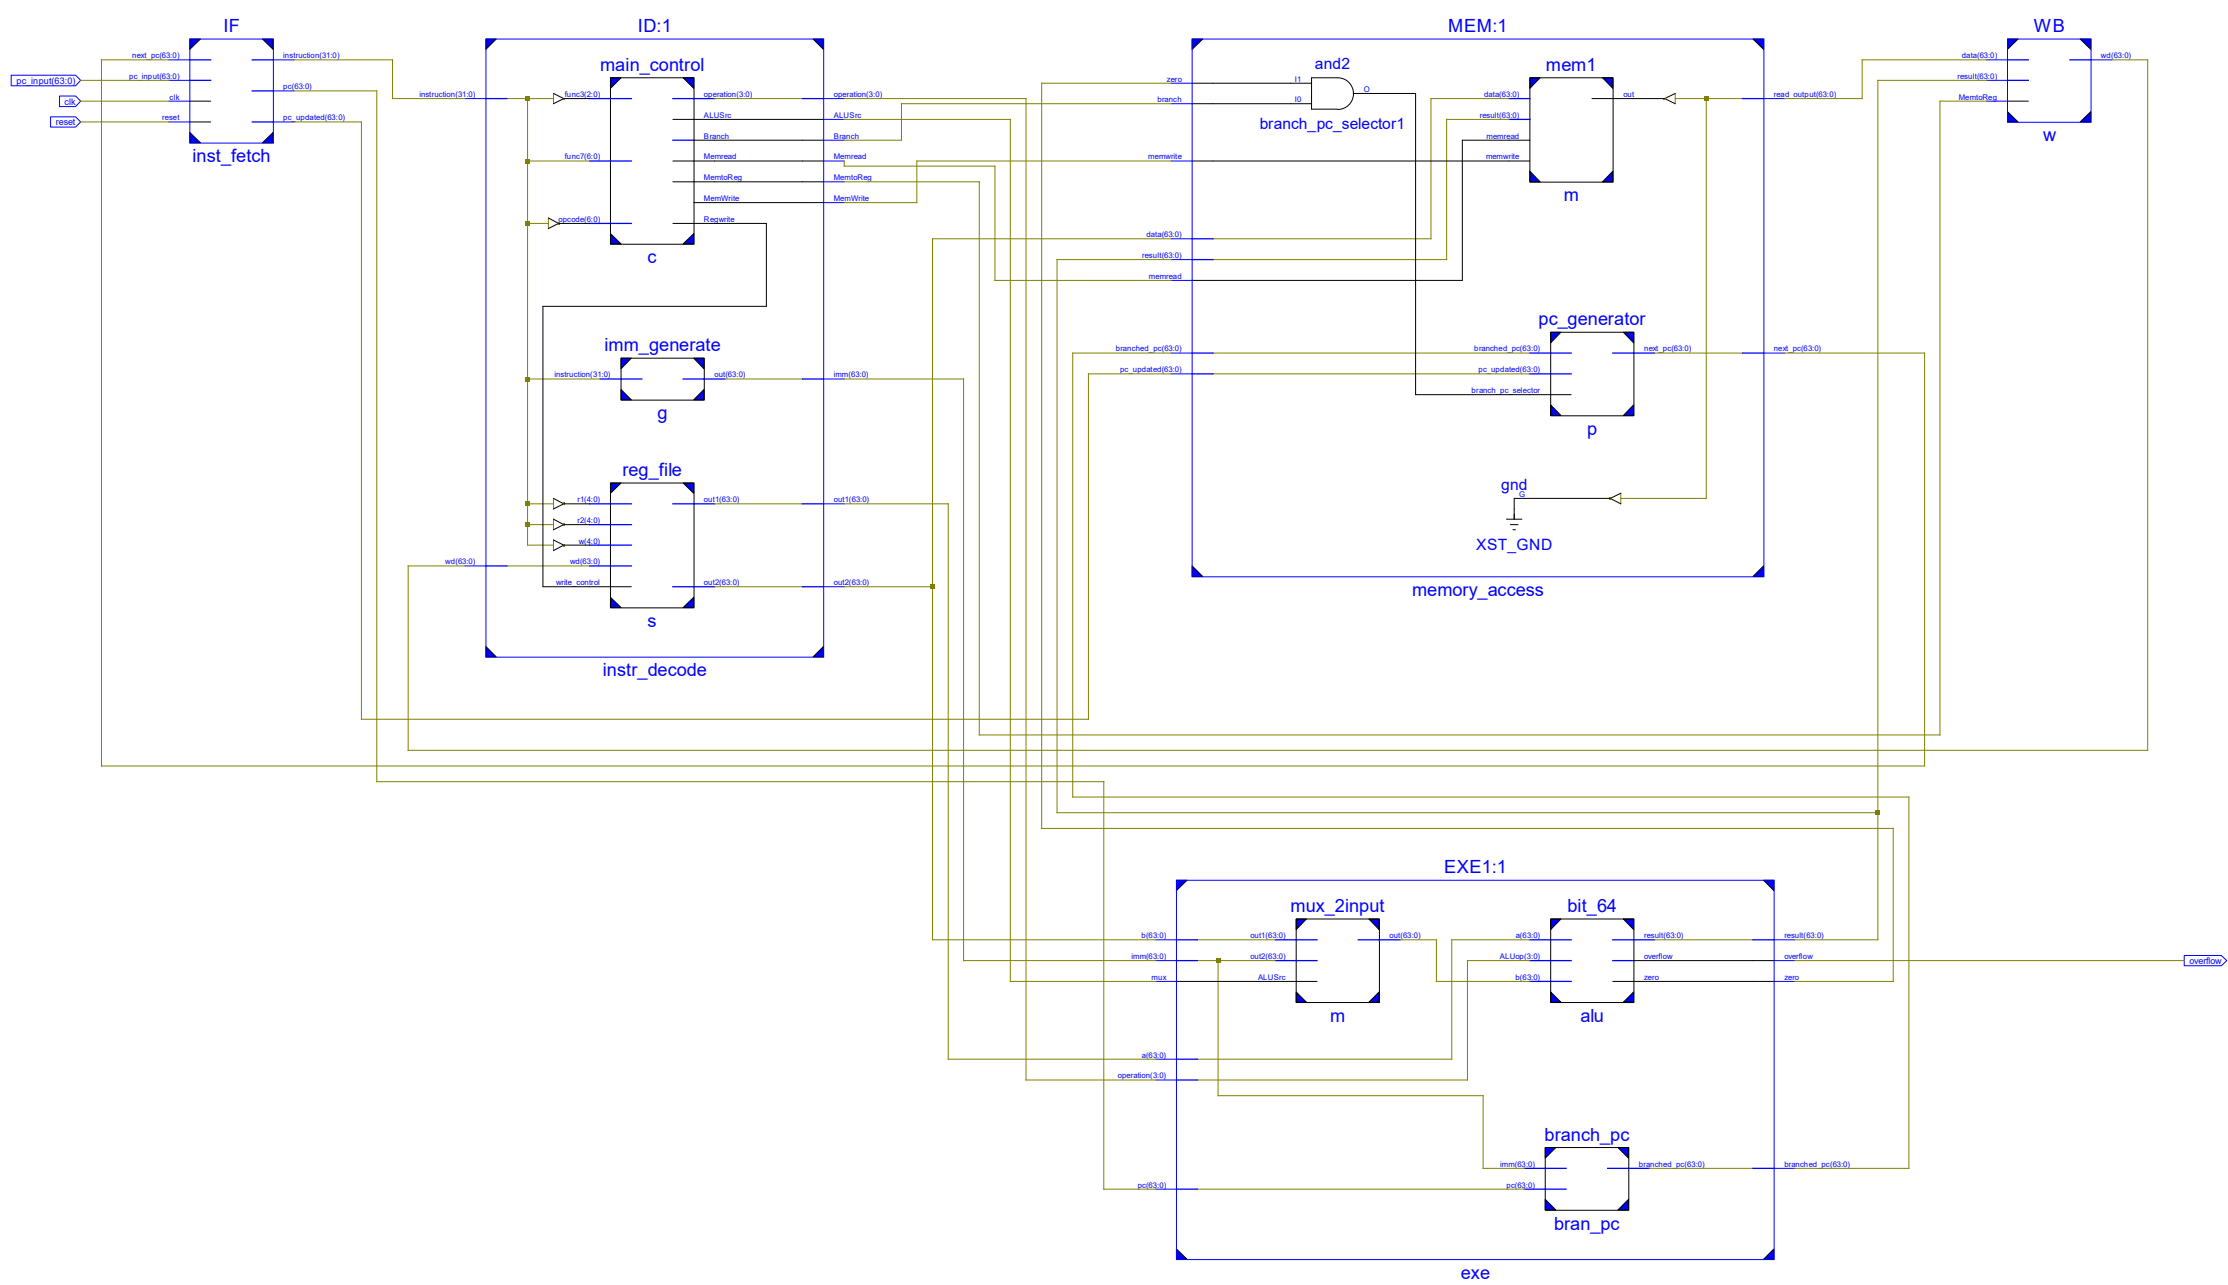 IF
next_pc(63:0)
instruction(31:0)
pc_input(63:0)
pc_input(63:0)
pc(63:0)
clk
clk
reset
reset
pc_updated(63:0)
inst_fetch
ID:1
main_control
instruction(31:0)
func3(2:0)
operation(3:0)
operation(3:0)
ALUSrc
ALUSrc
Branch
Branch
func7(6:0)
Memread
Memread
MemtoReg
MemtoReg
MemWrite
MemWrite
opcode(6:0)
Regwrite
c
imm_generate
instruction(31:0)
out(63:0)
imm(63:0)
g
reg_file
r1(4:0)
out1(63:0)
out1(63:0)
r2(4:0)
w(4:0)
wd(63:0)
wd(63:0)
write_control
out2(63:0)
out2(63:0)
s
instr_decode
MEM:1
and2
zero
I1
O
branch
I0
branch_pc_selector1
mem1
data(63:0)
out
read_output(63:0)
result(63:0)
memread
memwrite
memwrite
m
data(63:0)
result(63:0)
memread
pc_generator
branched_pc(63:0)
branched_pc(63:0)
next_pc(63:0)
next_pc(63:0)
pc_updated(63:0)
pc_updated(63:0)
branch_pc_selector
p
gnd
G
XST_GND
memory_access
WB
data(63:0)
wd(63:0)
result(63:0)
MemtoReg
w
EXE1:1
mux_2input
b(63:0)
out1(63:0)
out(63:0)
imm(63:0)
out2(63:0)
mux
ALUSrc
m
bit_64
a(63:0)
result(63:0)
result(63:0)
ALUop(3:0)
overflow
overflow
overflow
b(63:0)
zero
zero
alu
a(63:0)
operation(3:0)
branch_pc
imm(63:0)
branched_pc(63:0)
branched_pc(63:0)
pc(63:0)
pc(63:0)
bran_pc
exe